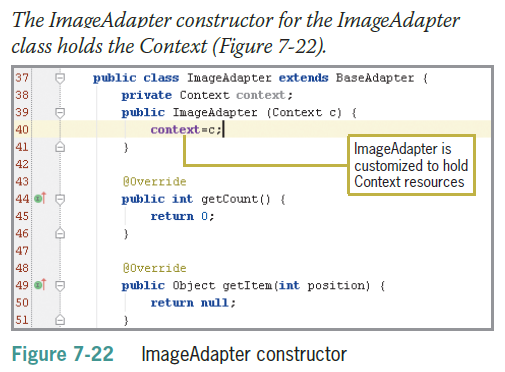 The ImageAdapter constructor for the ImageAdapter
class holds the Context (Figure 7-22).
37 public class ImageAdapter extends BaseAdapter {
38 private Context context;
39 public ImageAdapter (Context c) {
40 context=c;
41 }
ImageAdapter is
customized to hold
Context resources
42
43 @Override
44 public int getCount() {
45 return 0;
46 }
47
48 @Override
49 public Object getItem(int position) {
50 return null;
51 }
Figure 7-22 ImageAdapter constructor